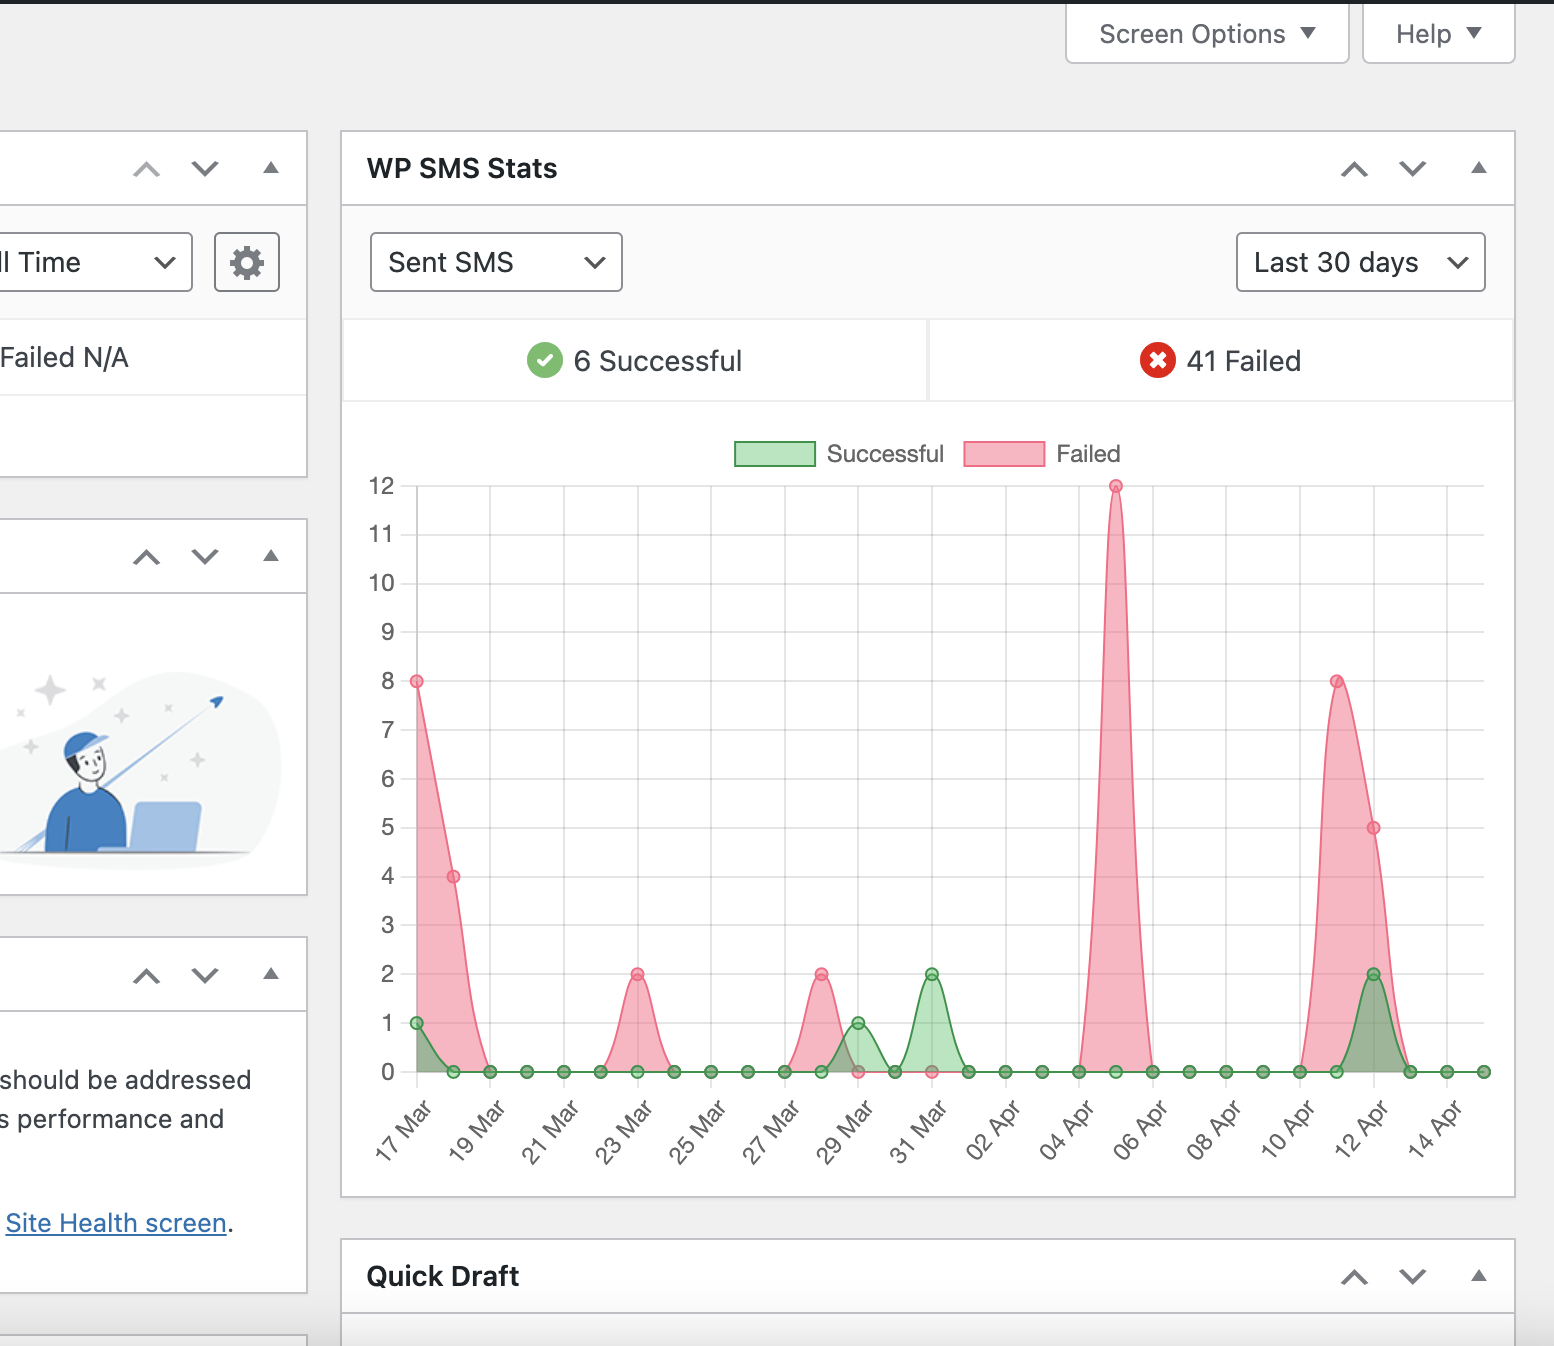 Screen Options
Help
ll Time
Failed N/A
should be addressed
s performance and
Site Health screen.
WP SMS Stats
Sent SMS
Last 30 days
6 Successful
41 Failed
Successful
Failed
12
11
10
9
8
7
6
5
4
3
2
1
0
17 Mar
19 Mar
21 Mar
23 Mar
25 Mar
27 Mar
29 Mar
31 Mar
02 Apr
04 Apr
06 Apr
08 Apr
10 Apr
12 Apr
14 Apr
Quick Draft